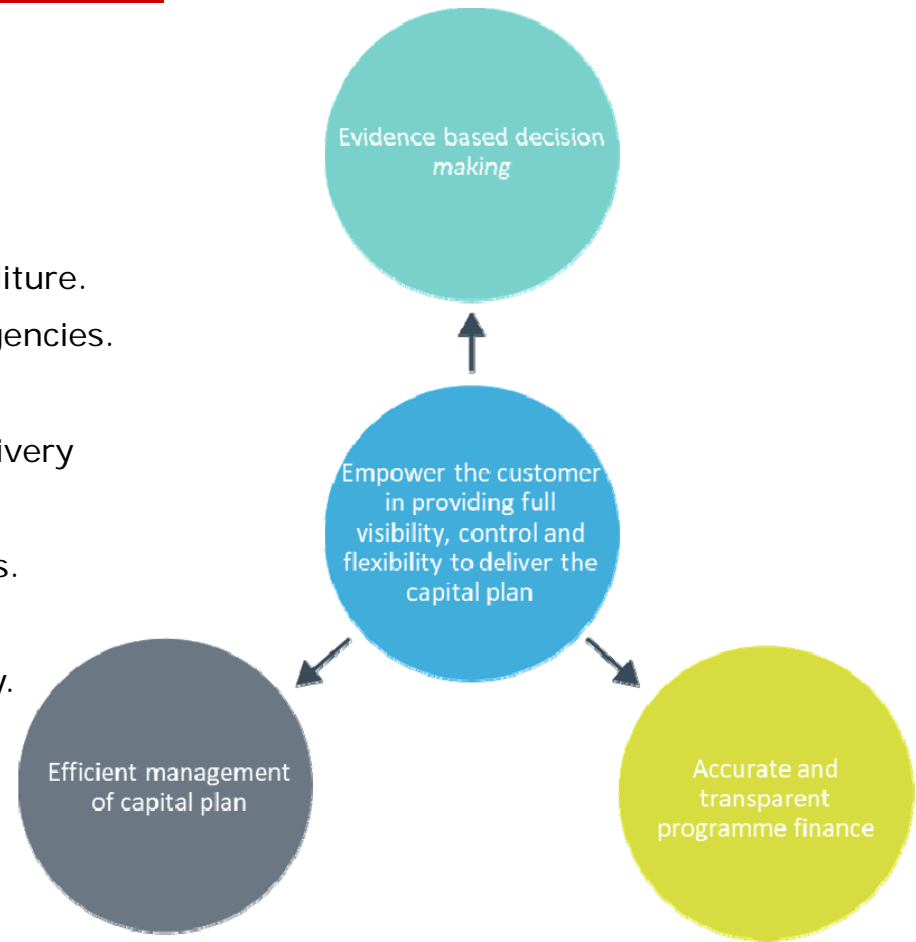 Evidence based decision
making
iture.
gencies.
ivery
Empower the customer
in providing full
visibility, control and
flexibility to deliver the
capital plan
s.
y.
Efficient management
of capital plan
Accurate and
transparent
programme finance